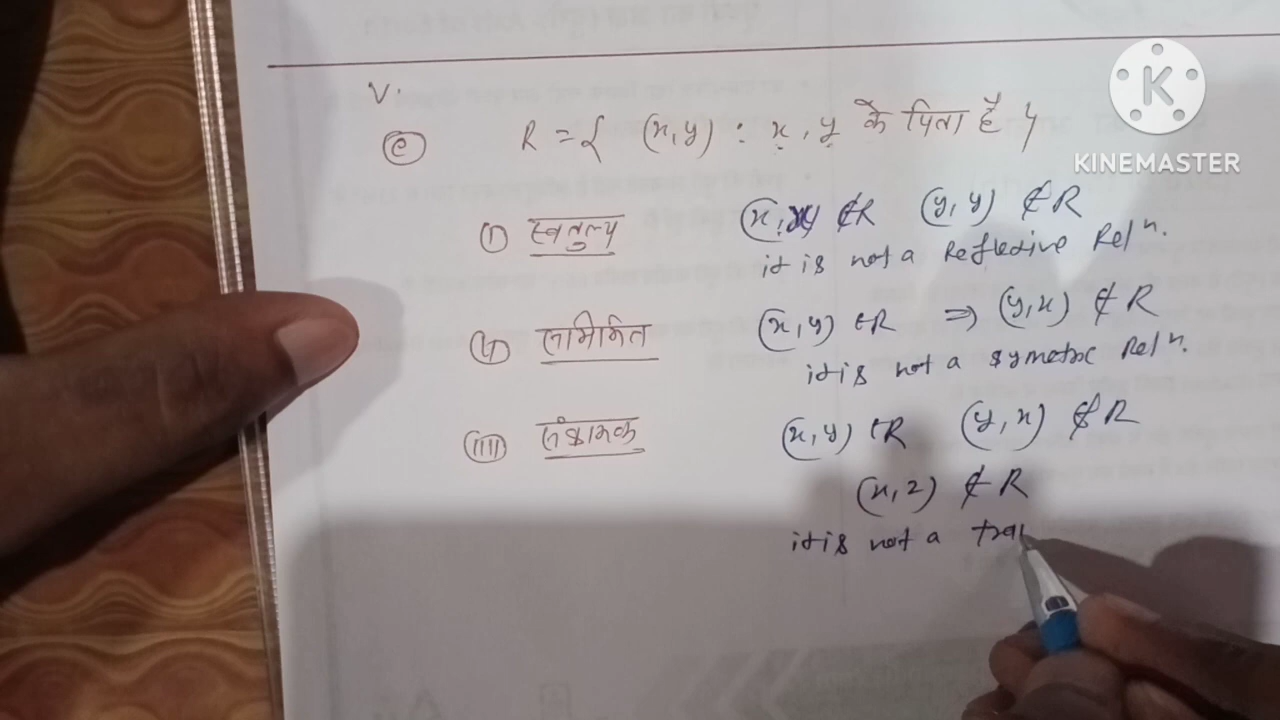 V.
(e) R = { (x,y) : x, y के पिता है }
(I) स्वतुल्य (x, ∉R (y,y) ∉ R
it is not a Reflexive Relⁿ.
(II) सममित (x,y) ∈R ⇒ (y,x) ∉ R
it is not a symetric Relⁿ.
(III) संक्रामक (x,y) ∈R (y,x) ∉ R
(x,z) ∉ R
it is not a tra
K
KINEMASTER